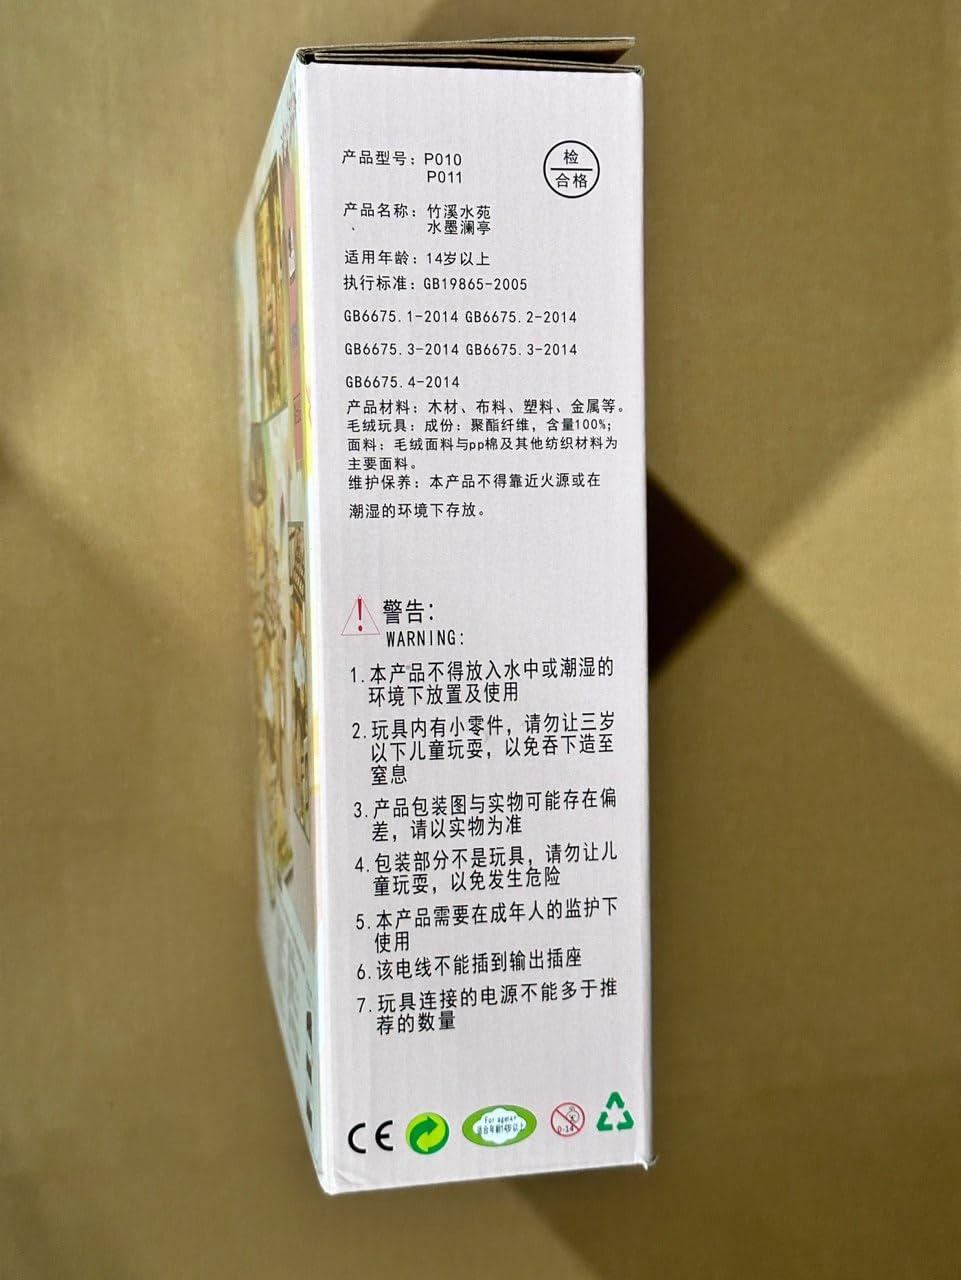 产品型号：P010
P011
检
合格
产品名称：竹溪水苑
水墨澜亭
适用年龄：14岁以上
执行标准：GB19865-2005
GB6675.1-2014 GB6675.2-2014
GB6675.3-2014 GB6675.3-2014
GB6675.4-2014
产品材料：木材、布料、塑料、金属等。
毛绒玩具：成份：聚酯纤维，含量100%；
面料：毛绒面料与pp棉及其他纺织材料为
主要面料。
维护保养：本产品不得靠近火源或在
潮湿的环境下存放。
警告：
WARNING:
1.本产品不得放入水中或潮湿的
环境下放置及使用
2.玩具内有小零件，请勿让三岁
以下儿童玩耍，以免吞下造至
窒息
3.产品包装图与实物可能存在偏
差，请以实物为准
4.包装部分不是玩具，请勿让儿
童玩耍，以免发生危险
5.本产品需要在成年人的监护下
使用
6.该电线不能插到输出插座
7.玩具连接的电源不能多于推
荐的数量
CE
For age14+
适合年龄14岁以上
0-14